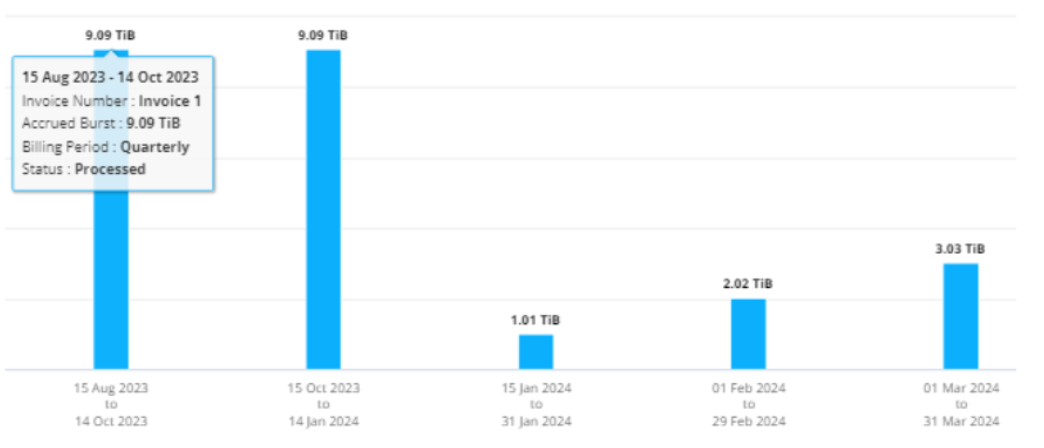 9.09 TiB
9.09 TiB
15 Aug 2023 - 14 Oct 2023
Invoice Number : Invoice 1
Accrued Burst : 9.09 TiB
Billing Period : Quarterly
Status : Processed
3.03 TiB
2.02 TiB
1.01 TiB
15 Aug 2023
to
14 Oct 2023
15 Oct 2023
to
14 Jan 2024
15 Jan 2024
to
31 Jan 2024
01 Feb 2024
to
29 Feb 2024
01 Mar 2024
to
31 Mar 2024